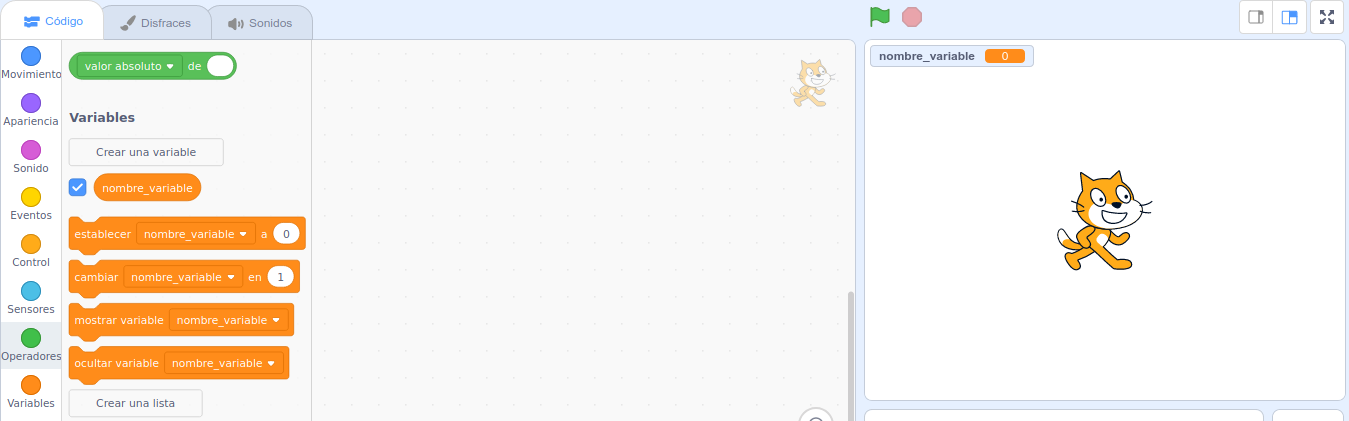 Código Disfraces Sonidos
Movimiento
Apariencia
Sonido
Eventos
Control
Sensores
Operadores
Variables
valor absoluto de
Variables
Crear una variable
nombre_variable
establecer nombre_variable a 0
cambiar nombre_variable en 1
mostrar variable nombre_variable
ocultar variable nombre_variable
Crear una lista
nombre_variable 0